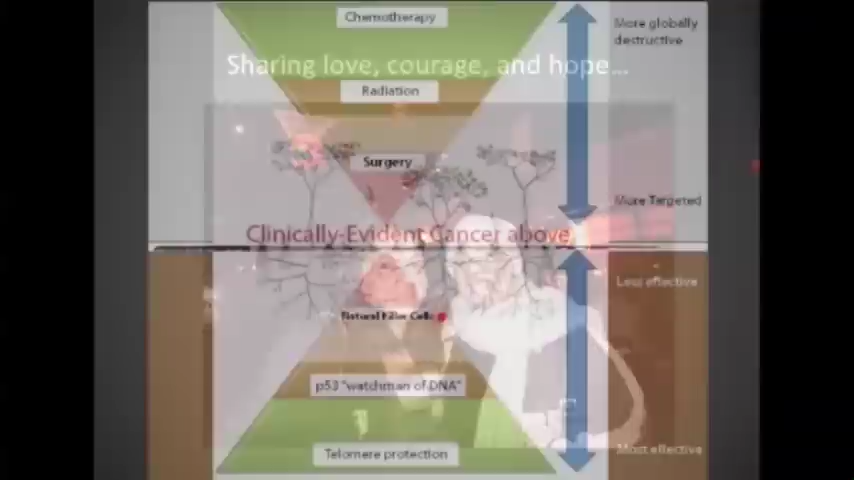 Chemotherapy
More globally
destructive
Sharing love, courage, and hope...
Radiation
Surgery
More Targeted
Clinically-Evident Cancer above
Less effective
Natural Killer Cells
p53 "watchman of DNA"
Telomere protection
Most effective